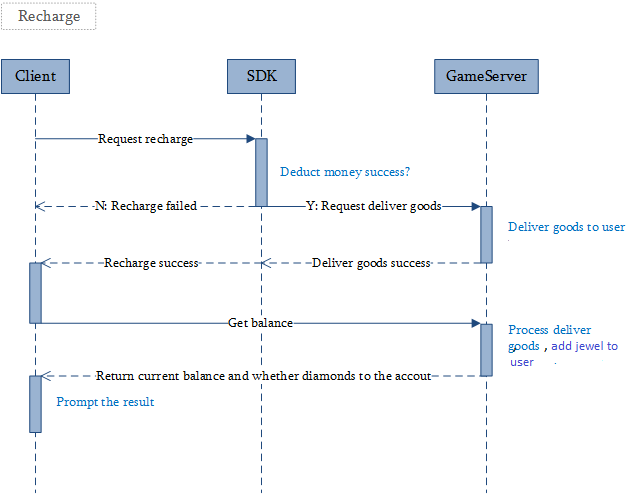 Recharge
Client
SDK
GameServer
Request recharge
Deduct money success?
N: Recharge failed
Y: Request deliver goods
Deliver goods to user
Recharge success
Deliver goods success
Get balance
Process deliver
goods , add jewel to
user
Return current balance and whether diamonds to the accout
Prompt the result